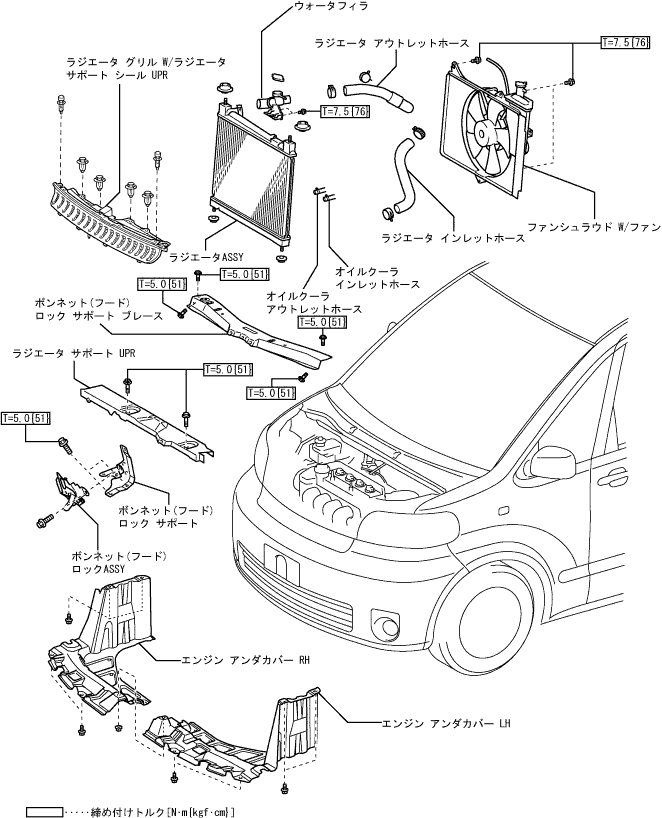 ウォータフィラ
ラジエータ アウトレットホース
T=7.5{76}
ラジエータ グリル W/ラジエータ
サポート シール UPR
T=7.5{76}
ファンシュラウド W/ファン
ラジエータ インレットホース
ラジエータASSY
オイルクーラ
インレットホース
オイルクーラ
アウトレットホース
T=5.0{51}
T=5.0{51}
ボンネット(フード)
ロック サポート ブレース
T=5.0{51}
ラジエータ サポート UPR
T=5.0{51}
T=5.0{51}
T=5.0{51}
ボンネット(フード)
ロック サポート
ボンネット(フード)
ロックASSY
エンジン アンダカバー RH
エンジン アンダカバー LH
・・・・・締め付けトルク[N·m{kgf·cm}]